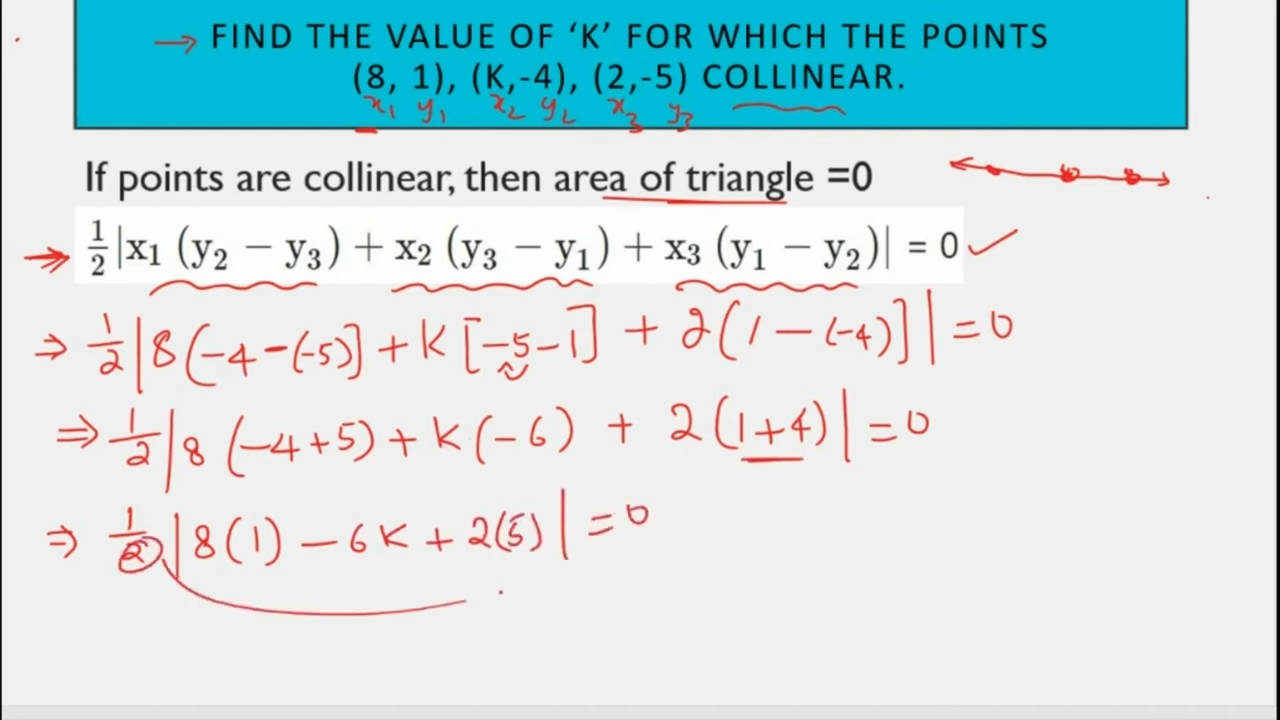 → FIND THE VALUE OF ‘K’ FOR WHICH THE POINTS
(8, 1), (K,-4), (2,-5) COLLINEAR.
x₁ y₁ x₂ y₂ x₃ y₃
If points are collinear, then area of triangle =0
→ ½|x₁ (y₂ − y₃) + x₂ (y₃ − y₁) + x₃ (y₁ − y₂)| = 0 ✓
⇒ ½|8(-4-(-5)] + K[-5-1] + 2(1-(-4)]| = 0
⇒ ½|8(-4+5) + K(-6) + 2(1+4)| = 0
⇒ ½|8(1) - 6K + 2(5)| = 0